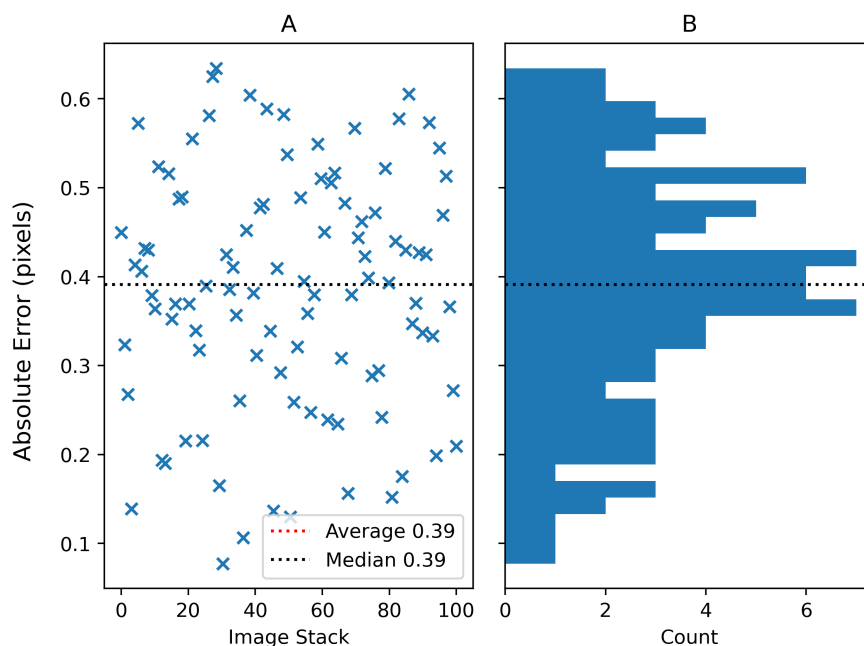 A
B
Absolute Error (pixels)
0.6
0.5
0.4
0.3
0.2
0.1
Average 0.39
Median 0.39
0 20 40 60 80 100
0 2 4 6
Image Stack
Count